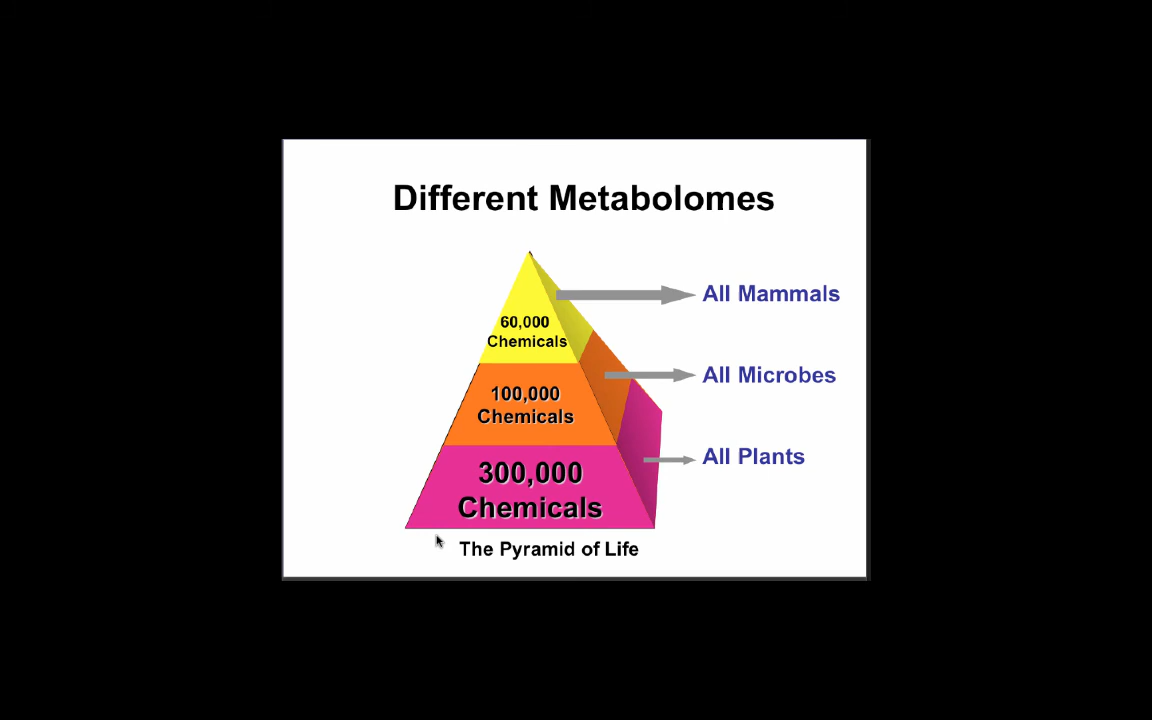 Different Metabolomes
60,000
Chemicals
All Mammals
100,000
Chemicals
All Microbes
300,000
Chemicals
All Plants
The Pyramid of Life